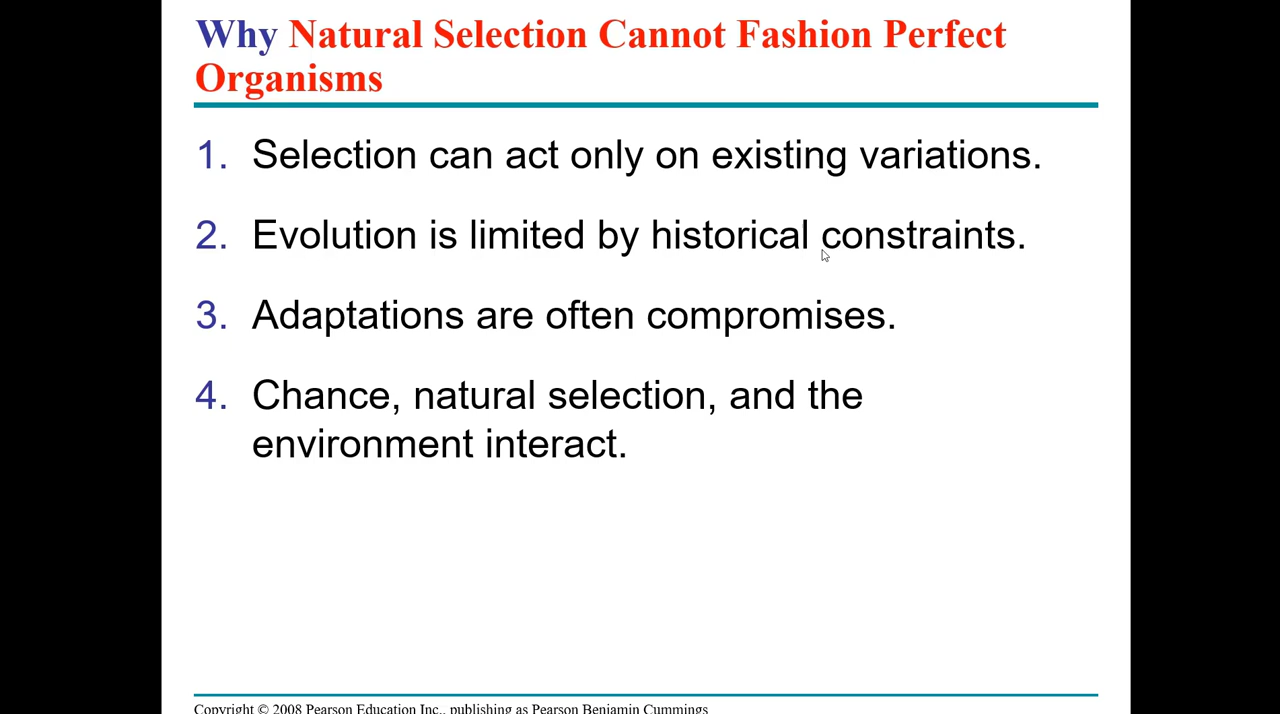 Why Natural Selection Cannot Fashion Perfect
Organisms
1. Selection can act only on existing variations.
2. Evolution is limited by historical constraints.
3. Adaptations are often compromises.
4. Chance, natural selection, and the
environment interact.
Copyright © 2008 Pearson Education Inc., publishing as Pearson Benjamin Cummings